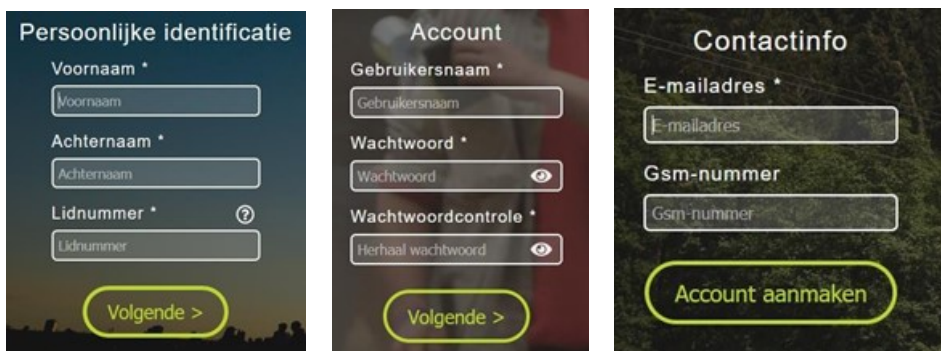 Persoonlijke identificatie
Voornaam *
Voornaam
Achternaam *
Achternaam
Lidnummer *
Lidnummer
Volgende >
Account
Gebruikersnaam *
Gebruikersnaam
Wachtwoord *
Wachtwoord
Wachtwoordcontrole *
Herhaal wachtwoord
Volgende >
Contactinfo
E-mailadres *
E-mailadres
Gsm-nummer
Gsm-nummer
Account aanmaken